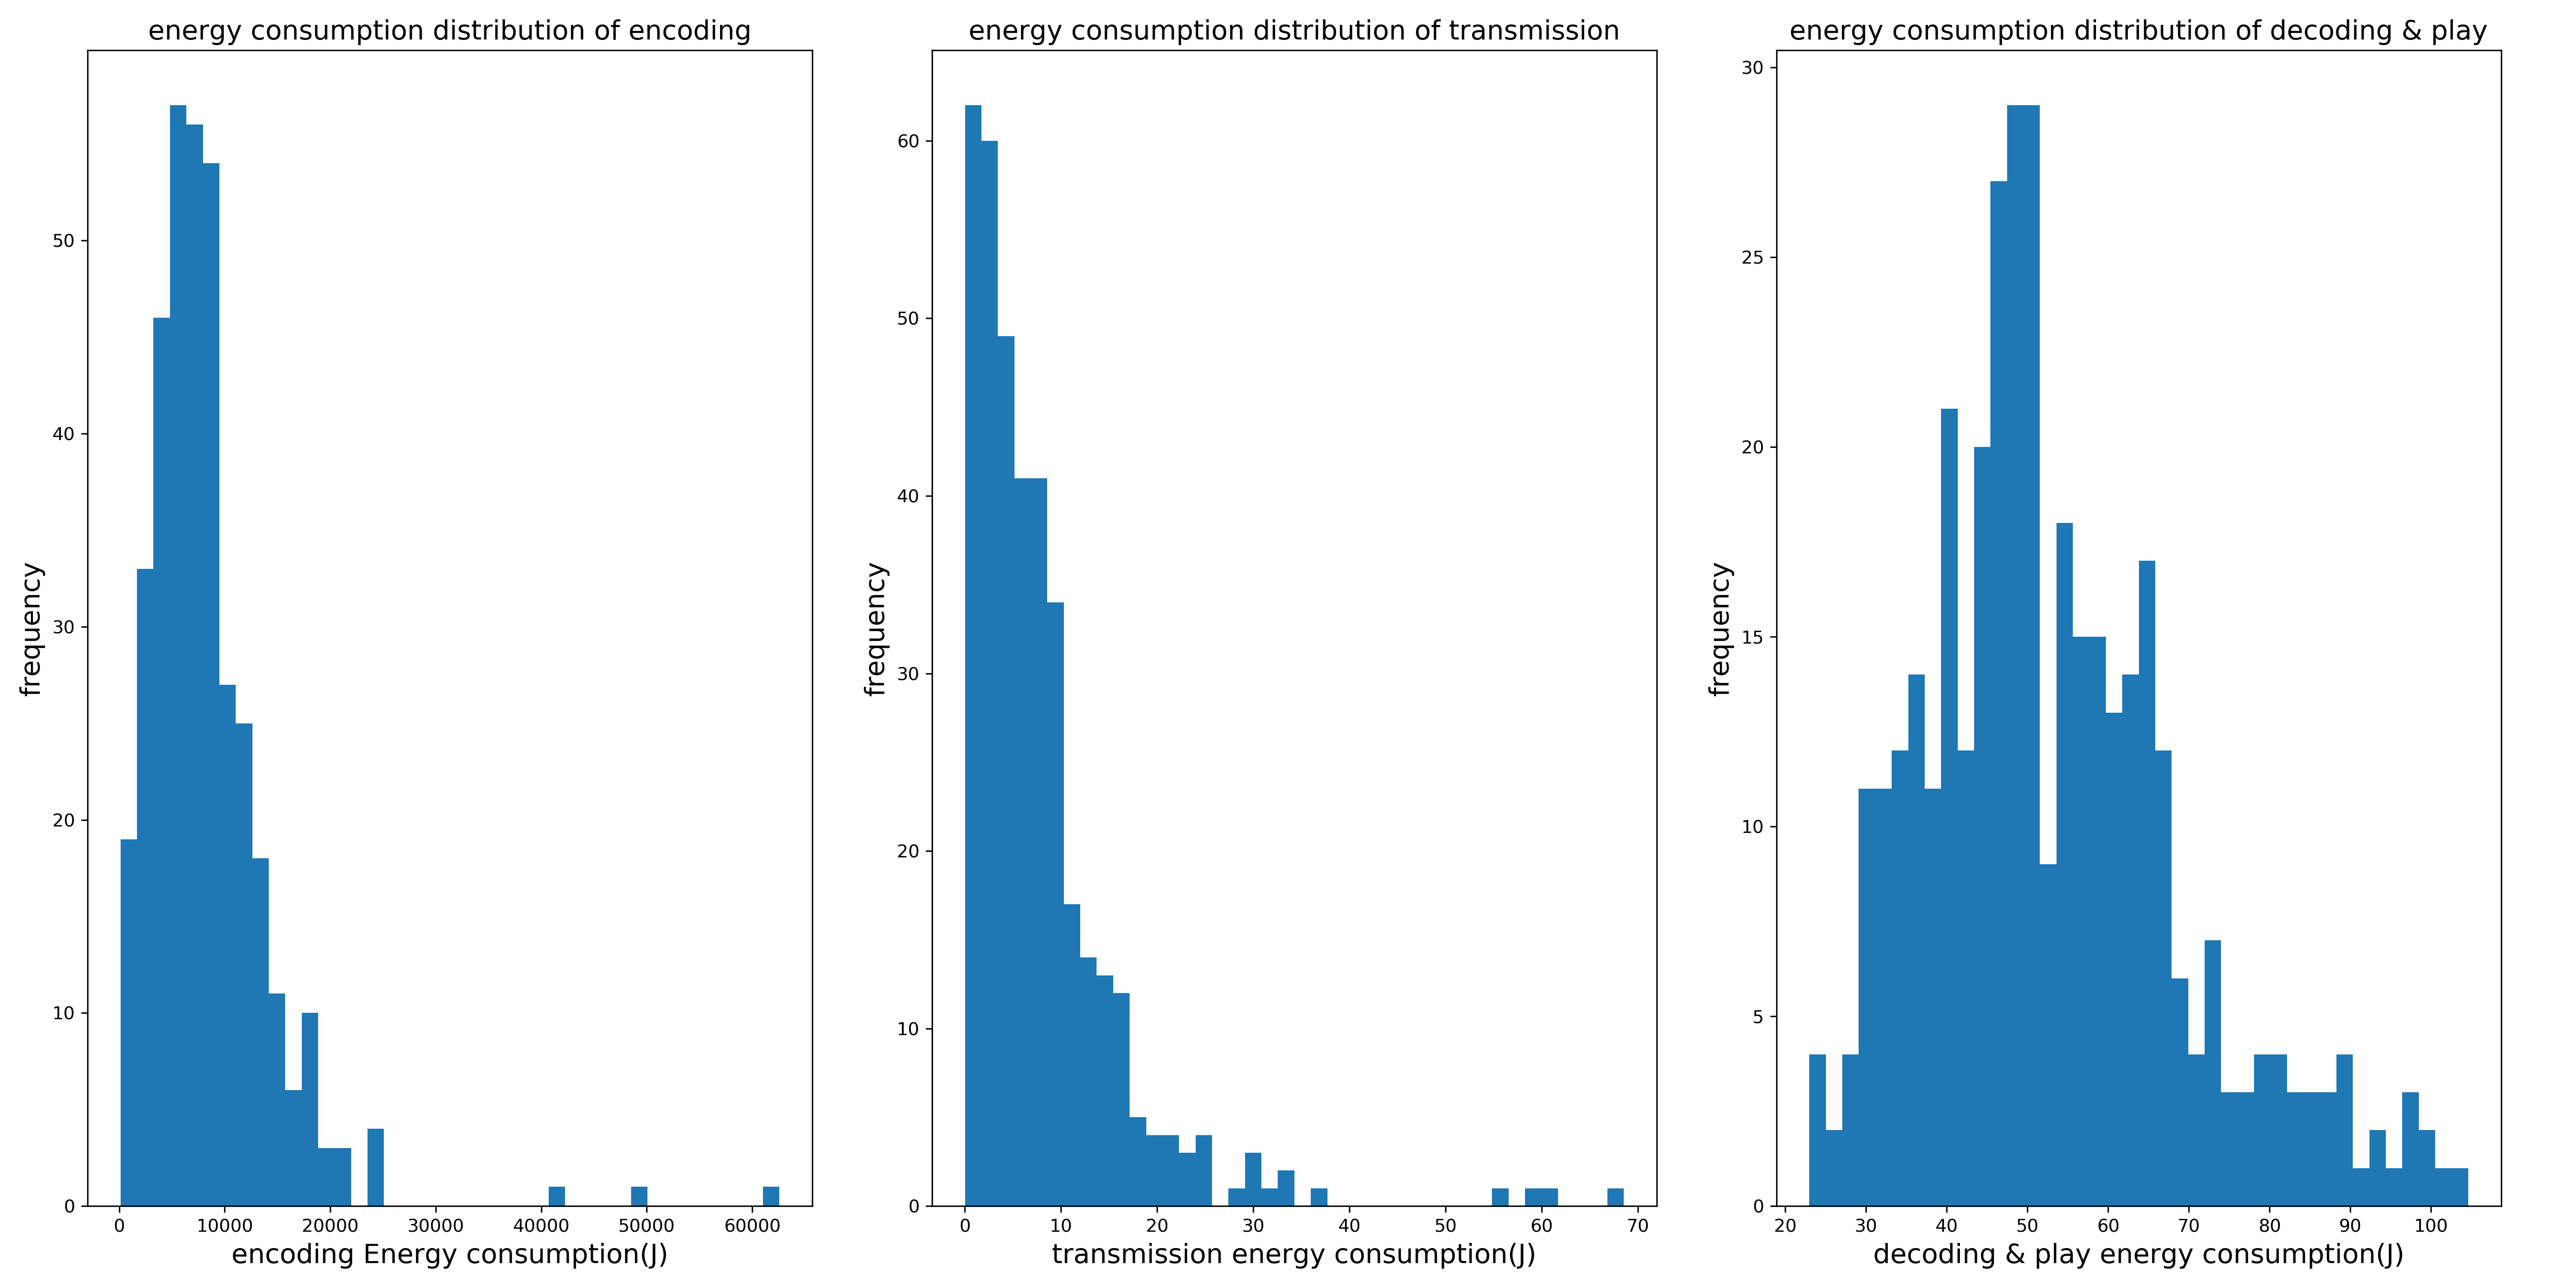 energy consumption distribution of encoding
frequency
50
40
30
20
10
0
0 10000 20000 30000 40000 50000 60000
encoding Energy consumption(J)
energy consumption distribution of transmission
frequency
60
50
40
30
20
10
0
0 10 20 30 40 50 60 70
transmission energy consumption(J)
energy consumption distribution of decoding & play
frequency
30
25
20
15
10
5
0
20 30 40 50 60 70 80 90 100
decoding & play energy consumption(J)